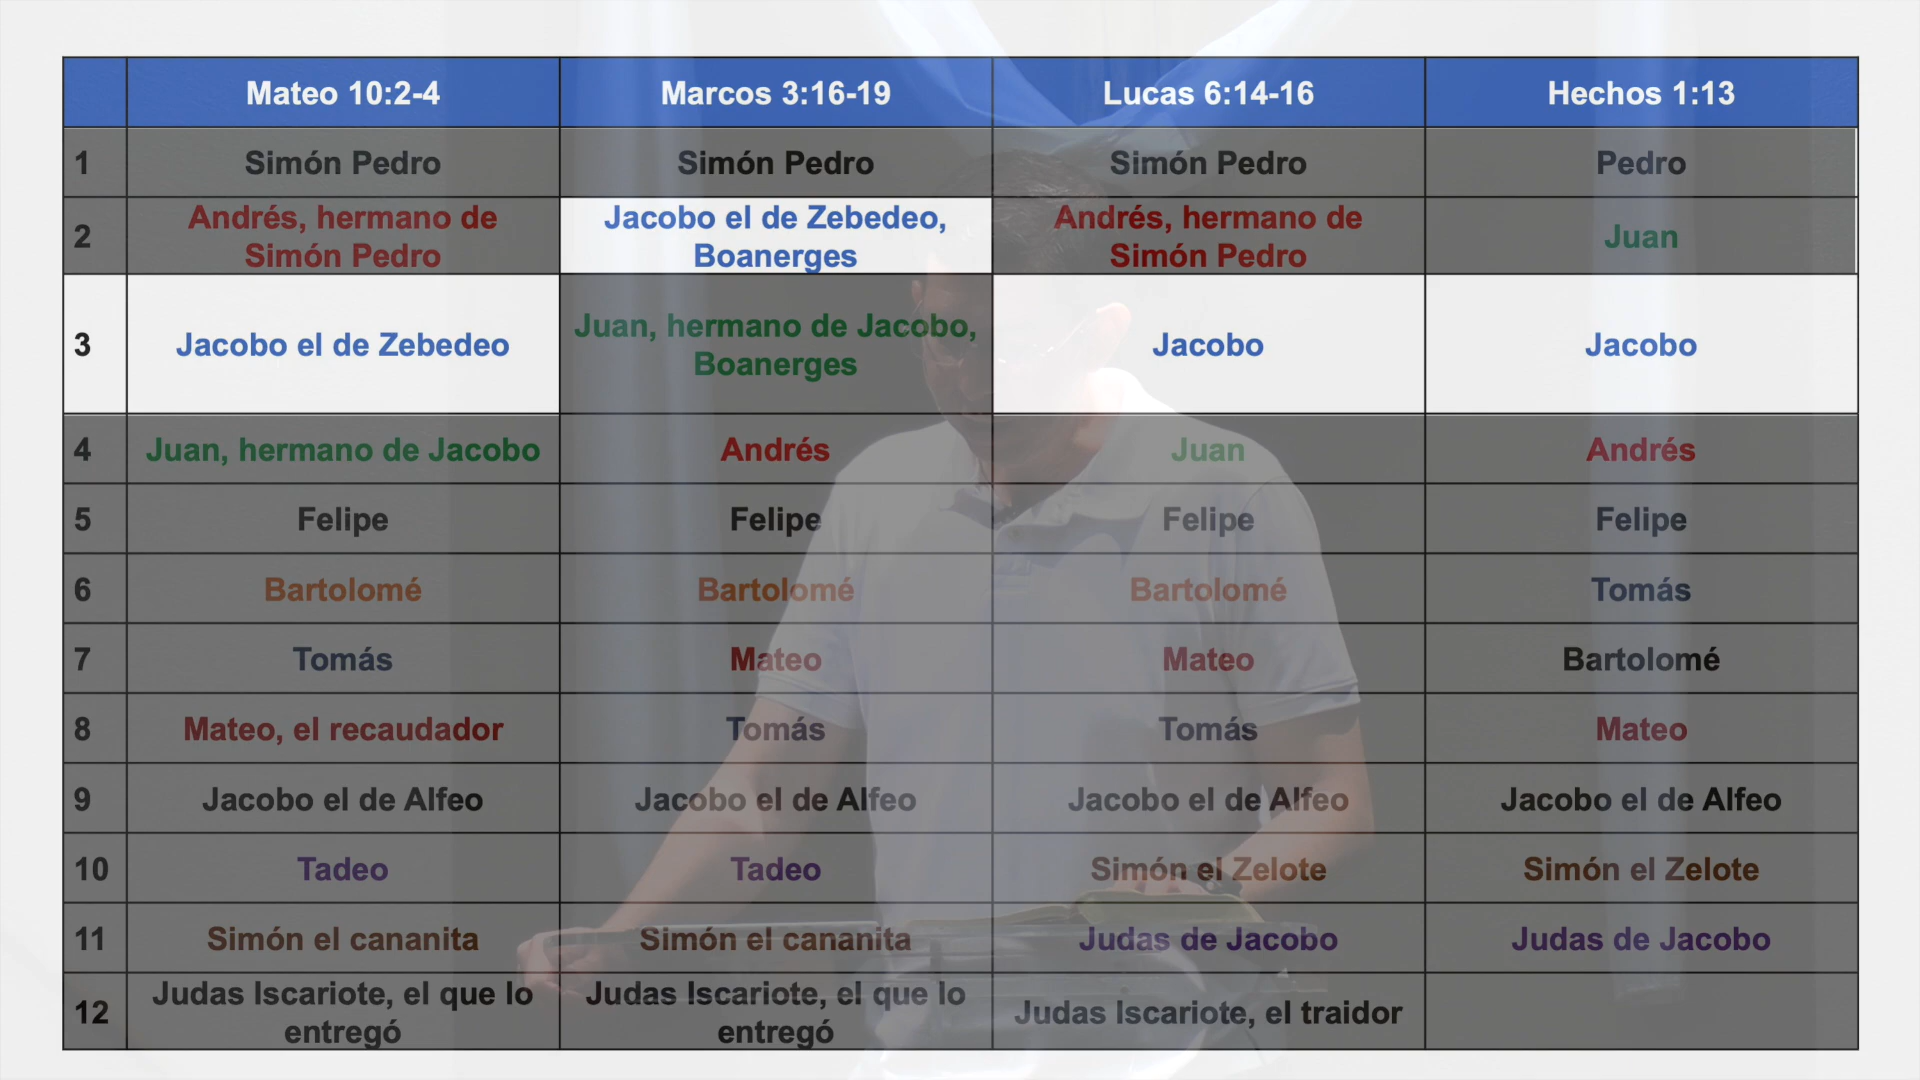 Mateo 10:2-4 Marcos 3:16-19 Lucas 6:14-16 Hechos 1:13
1 Simón Pedro Simón Pedro Simón Pedro Pedro
2 Andrés, hermano de Simón Pedro Jacobo el de Zebedeo, Boanerges Andrés, hermano de Simón Pedro Juan
3 Jacobo el de Zebedeo Juan, hermano de Jacobo, Boanerges Jacobo Jacobo
4 Juan, hermano de Jacobo Andrés Juan Andrés
5 Felipe Felipe Felipe Felipe
6 Bartolomé Bartolomé Bartolomé Tomás
7 Tomás Mateo Mateo Bartolomé
8 Mateo, el recaudador Tomás Tomás Mateo
9 Jacobo el de Alfeo Jacobo el de Alfeo Jacobo el de Alfeo Jacobo el de Alfeo
10 Tadeo Tadeo Simón el Zelote Simón el Zelote
11 Simón el cananita Simón el cananita Judas de Jacobo Judas de Jacobo
12 Judas Iscariote, el que lo entregó Judas Iscariote, el que lo entregó Judas Iscariote, el traidor